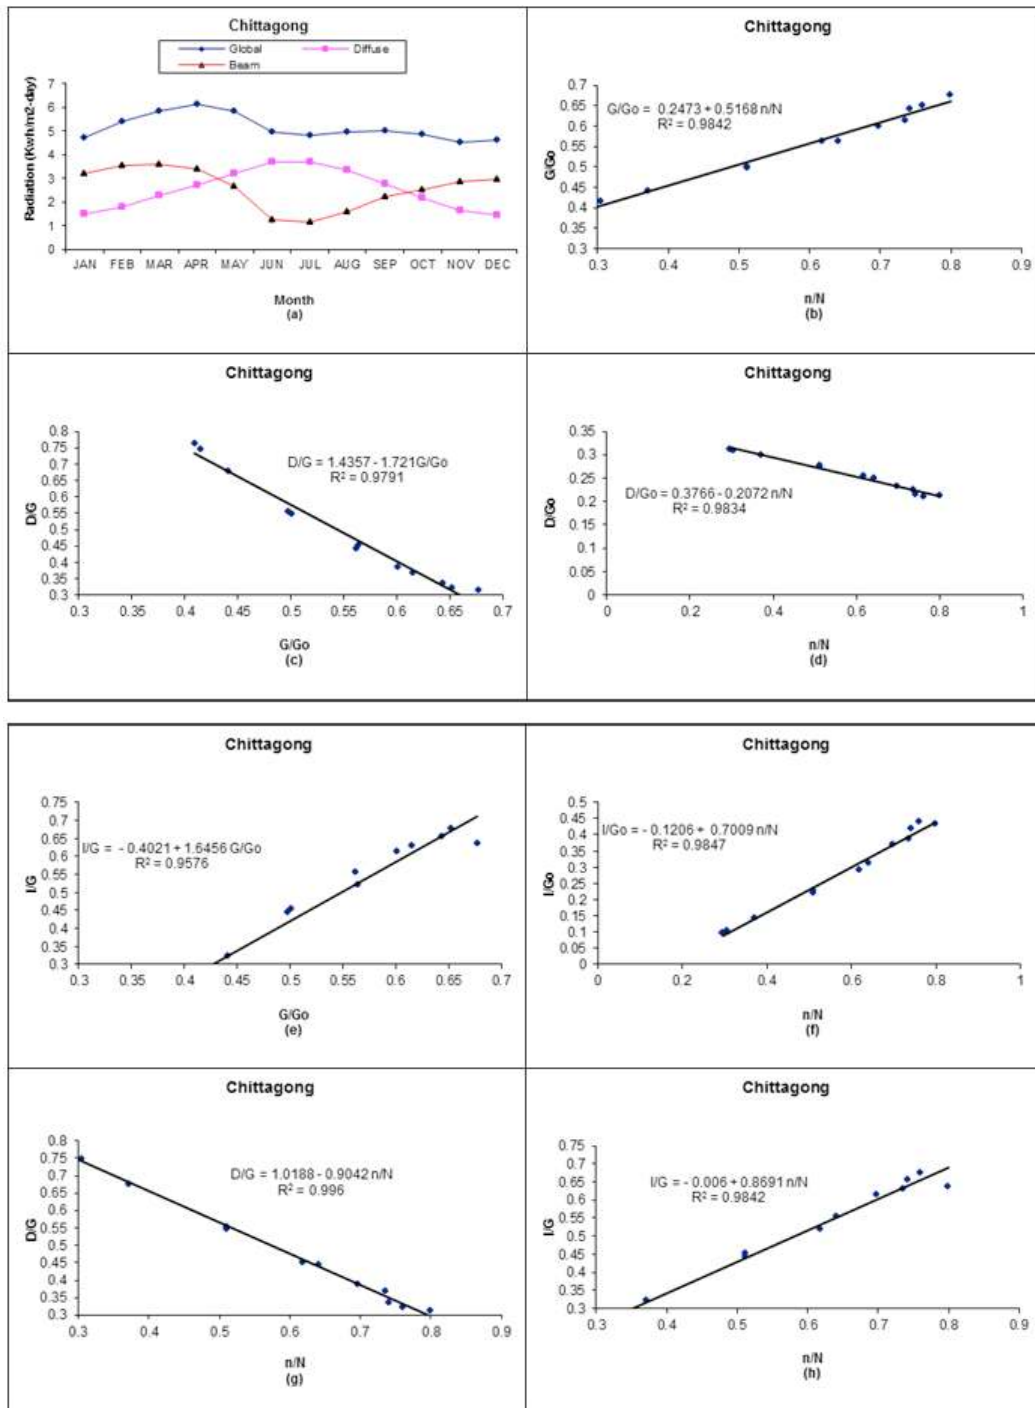 Chittagong
Global
Diffuse
Beam
Radiation (Kwh/m2-day)
7
6
5
4
3
2
1
0
JAN FEB MAR APR MAY JUN JUL AUG SEP OCT NOV DEC
Month
(a)
Chittagong
G/Go = 0.2473 + 0.5168 n/N
R² = 0.9842
G/Go
0.7
0.65
0.6
0.55
0.5
0.45
0.4
0.35
0.3
0.3 0.4 0.5 0.6 0.7 0.8 0.9
n/N
(b)
Chittagong
D/G = 1.4357 - 1.721G/Go
R² = 0.9791
D/G
0.8
0.75
0.7
0.65
0.6
0.55
0.5
0.45
0.4
0.35
0.3
0.3 0.35 0.4 0.45 0.5 0.55 0.6 0.65 0.7
G/Go
(c)
Chittagong
D/Go = 0.3766 - 0.2072 n/N
R² = 0.9834
D/Go
0.35
0.3
0.25
0.2
0.15
0.1
0.05
0
0 0.2 0.4 0.6 0.8 1
n/N
(d)
Chittagong
I/G = - 0.4021 + 1.6456 G/Go
R² = 0.9576
I/G
0.75
0.7
0.65
0.6
0.55
0.5
0.45
0.4
0.35
0.3
0.3 0.35 0.4 0.45 0.5 0.55 0.6 0.65 0.7
G/Go
(e)
Chittagong
I/Go = - 0.1206 + 0.7009 n/N
R² = 0.9847
I/Go
0.5
0.45
0.4
0.35
0.3
0.25
0.2
0.15
0.1
0.05
0
0 0.2 0.4 0.6 0.8 1
n/N
(f)
Chittagong
D/G = 1.0188 - 0.9042 n/N
R² = 0.996
D/G
0.8
0.75
0.7
0.65
0.6
0.55
0.5
0.45
0.4
0.35
0.3
0.3 0.4 0.5 0.6 0.7 0.8 0.9
n/N
(g)
Chittagong
I/G = - 0.006 + 0.8691 n/N
R² = 0.9842
I/G
0.75
0.7
0.65
0.6
0.55
0.5
0.45
0.4
0.35
0.3
0.3 0.4 0.5 0.6 0.7 0.8 0.9
n/N
(h)